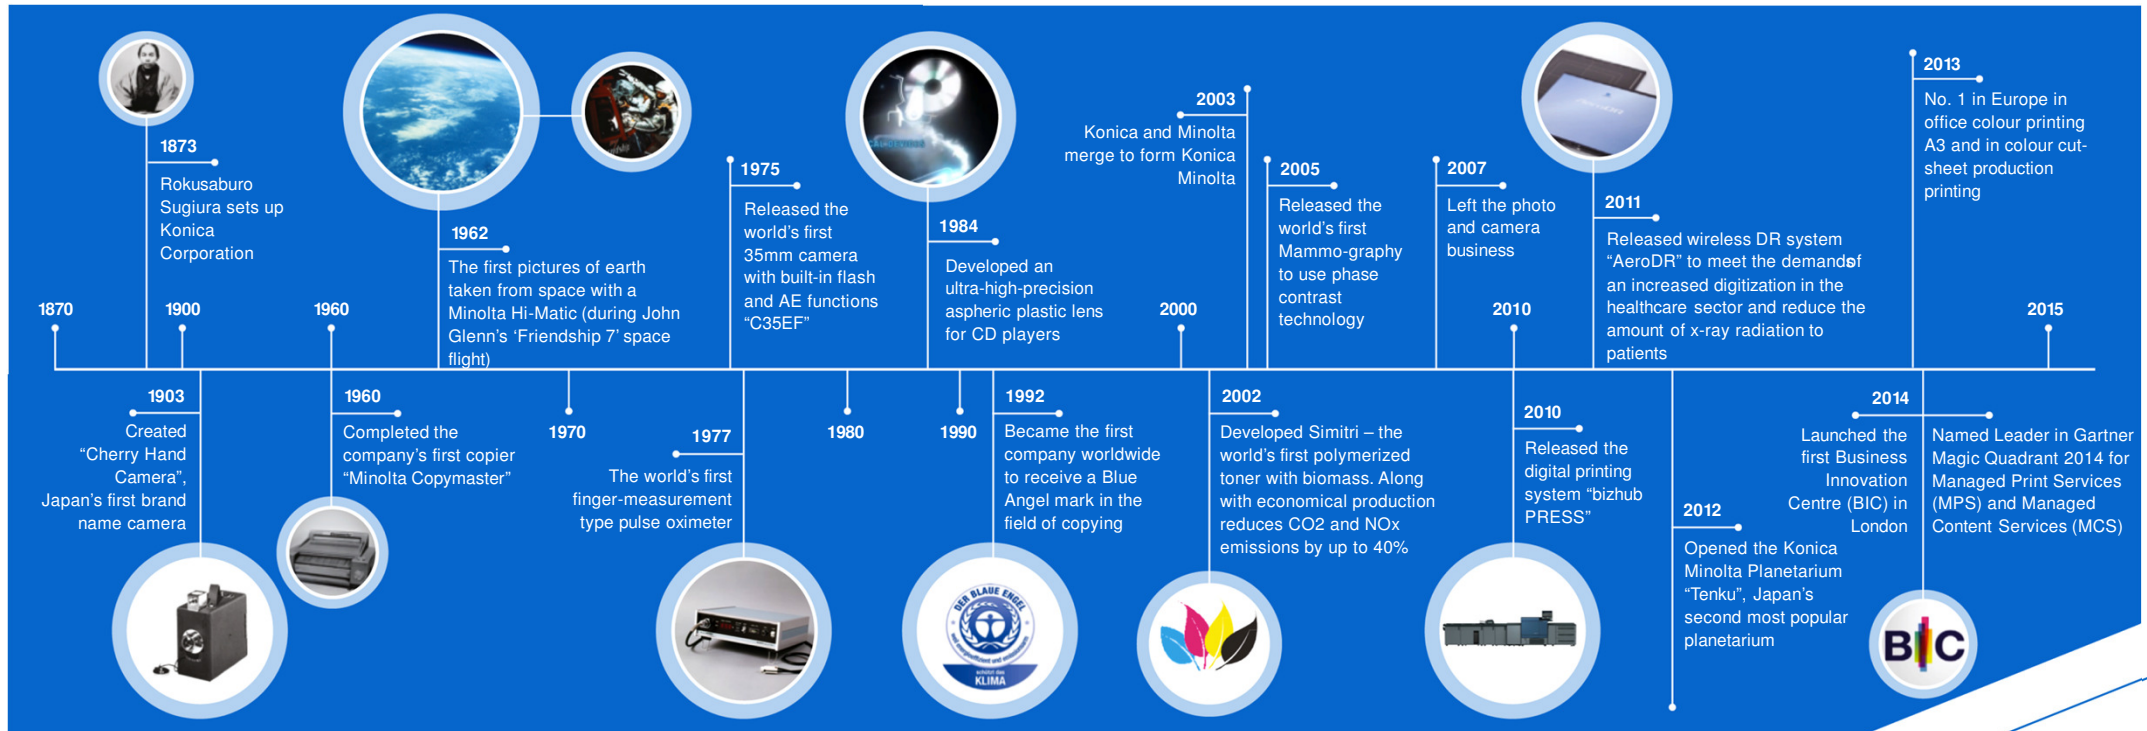 1873
Rokusaburo
Sugiura sets up
Konica
Corporation
1962
The first pictures of earth
taken from space with a
Minolta Hi-Matic (during John
Glenn's 'Friendship 7' space
flight)
1975
Released the
world's first
35mm camera
with built-in flash
and AE functions
"C35EF"
1984
Developed an
ultra-high-precision
aspheric plastic lens
for CD players
2003
Konica and Minolta
merge to form Konica
Minolta
2005
Released the
world's first
Mammo-graphy
to use phase
contrast
technology
2007
Left the photo
and camera
business
2011
Released wireless DR system
"AeroDR" to meet the demands of
an increased digitization in the
healthcare sector and reduce the
amount of x-ray radiation to
patients
2013
No. 1 in Europe in
office colour printing
A3 and in colour cut-
sheet production
printing
1870
1900
1960
2000
2010
2015
1970
1980
1990
1903
Created
"Cherry Hand
Camera",
Japan's first brand
name camera
1960
Completed the
company's first copier
"Minolta Copymaster"
1977
The world's first
finger-measurement
type pulse oximeter
1992
Became the first
company worldwide
to receive a Blue
Angel mark in the
field of copying
DER BLAUE ENGEL
schützt das
KLIMA
2002
Developed Simitri – the
world's first polymerized
toner with biomass. Along
with economical production
reduces CO2 and NOx
emissions by up to 40%
2010
Released the
digital printing
system "bizhub
PRESS"
2012
Opened the Konica
Minolta Planetarium
"Tenku", Japan's
second most popular
planetarium
2014
Launched the
first Business
Innovation
Centre (BIC) in
London
Named Leader in Gartner
Magic Quadrant 2014 for
Managed Print Services
(MPS) and Managed
Content Services (MCS)
BIC